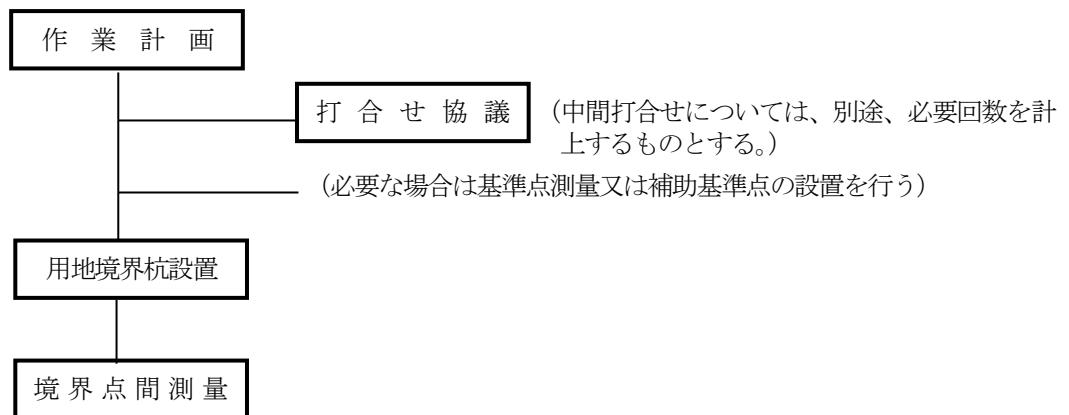 作業計画
打合せ協議
（中間打合せについては、別途、必要回数を計
上するものとする。）
（必要な場合は基準点測量又は補助基準点の設置を行う）
用地境界杭設置
境界点間測量